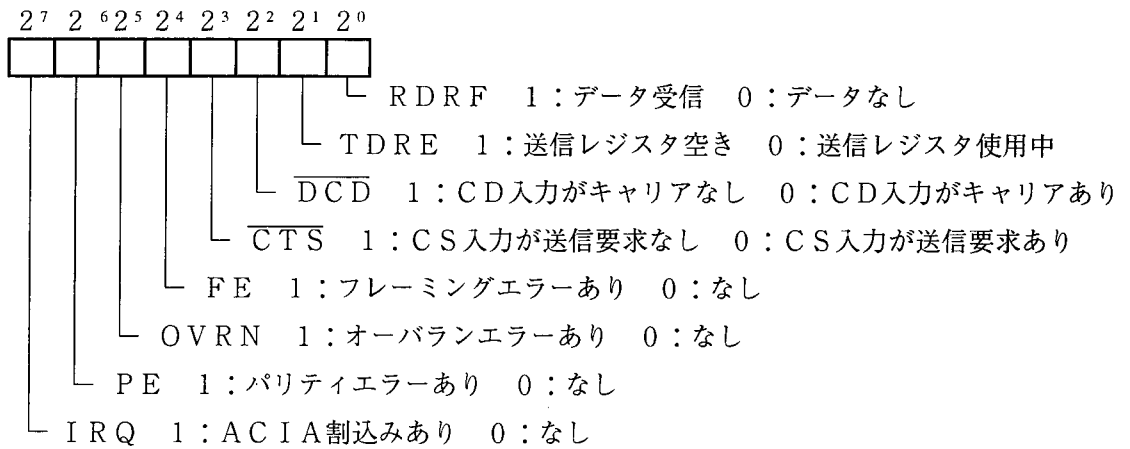 2⁷ 2 ⁶2⁵ 2⁴ 2³ 2² 2¹ 2⁰
RDRF 1:データ受信 0:データなし
TDRE 1:送信レジスタ空き 0:送信レジスタ使用中
D̅C̅D̅ 1:CD入力がキャリアなし 0:CD入力がキャリアあり
C̅T̅S̅ 1:CS入力が送信要求なし 0:CS入力が送信要求あり
FE 1:フレーミングエラーあり 0:なし
OVRN 1:オーバランエラーあり 0:なし
PE 1:パリティエラーあり 0:なし
IRQ 1:ACIA割込みあり 0:なし